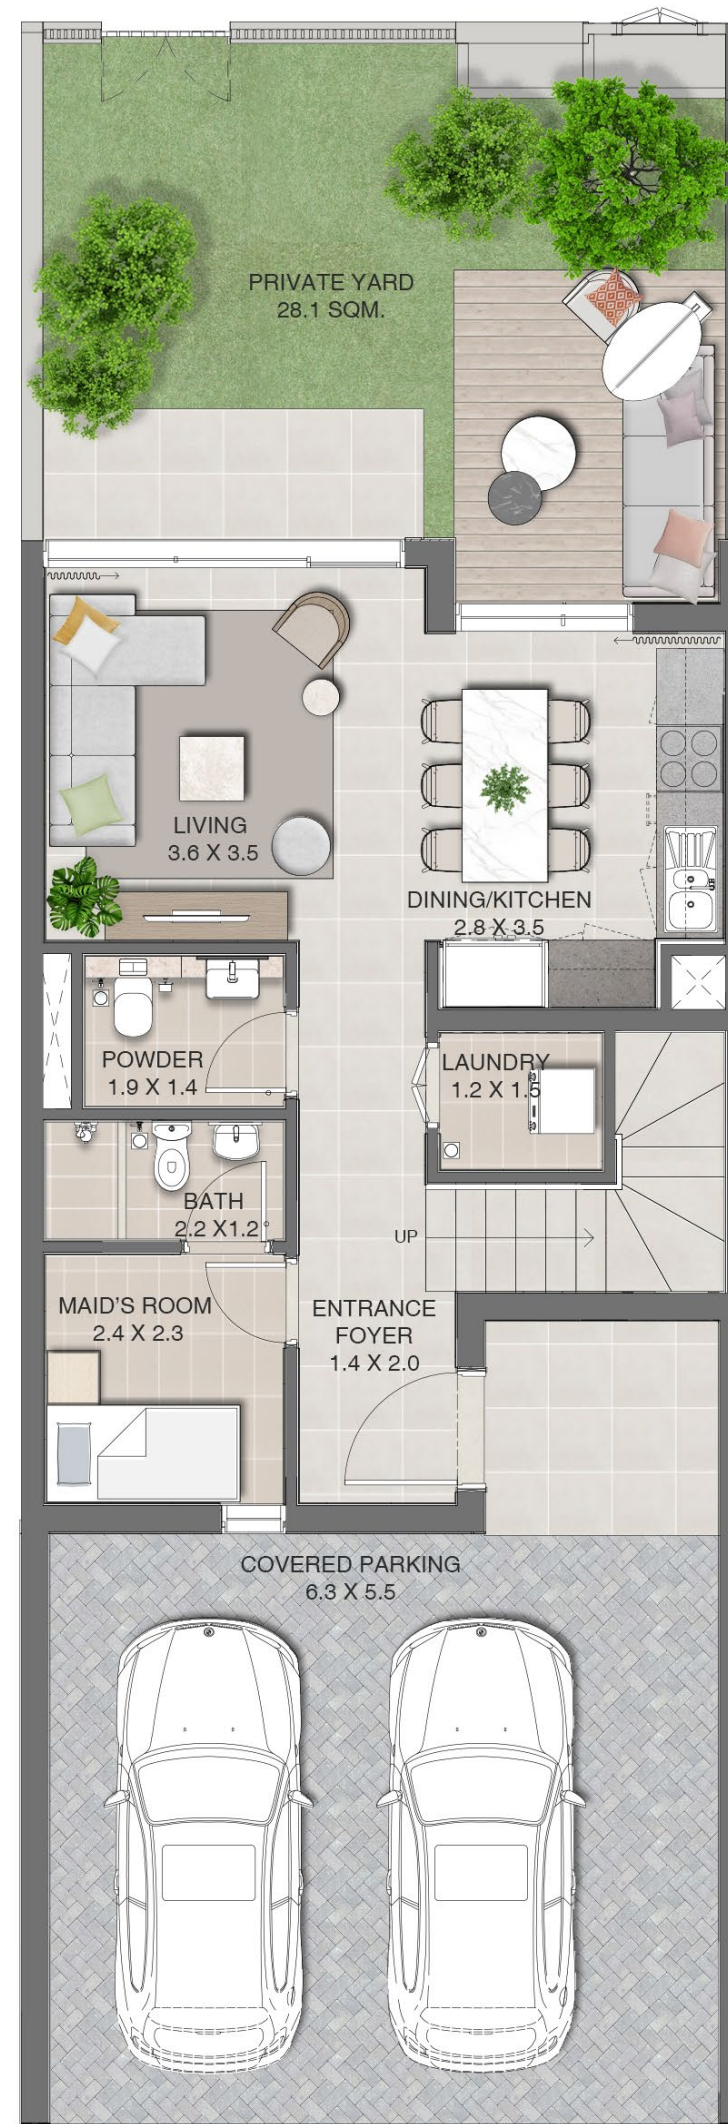 PRIVATE YARD
28.1 SQM.
LIVING
3.6 X 3.5
DINING/KITCHEN
2.8 X 3.5
POWDER
1.9 X 1.4
LAUNDRY
1.2 X 1.5
BATH
2.2 X1.2
UP
MAID'S ROOM
2.4 X 2.3
ENTRANCE
FOYER
1.4 X 2.0
COVERED PARKING
6.3 X 5.5